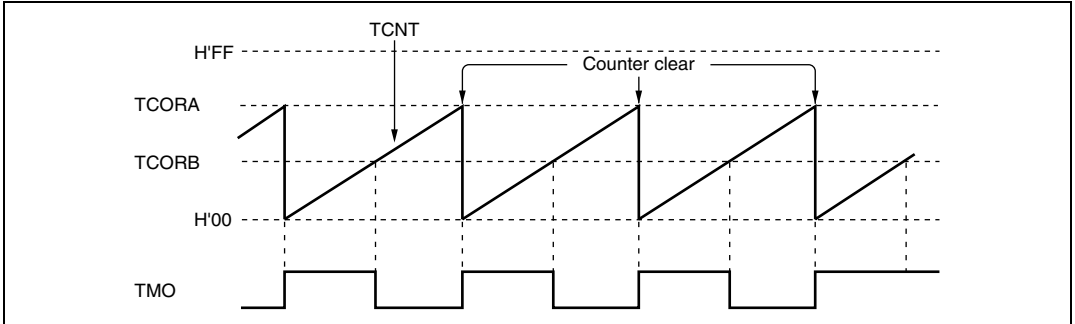 TCNT
H'FF
Counter clear
TCORA
TCORB
H'00
TMO